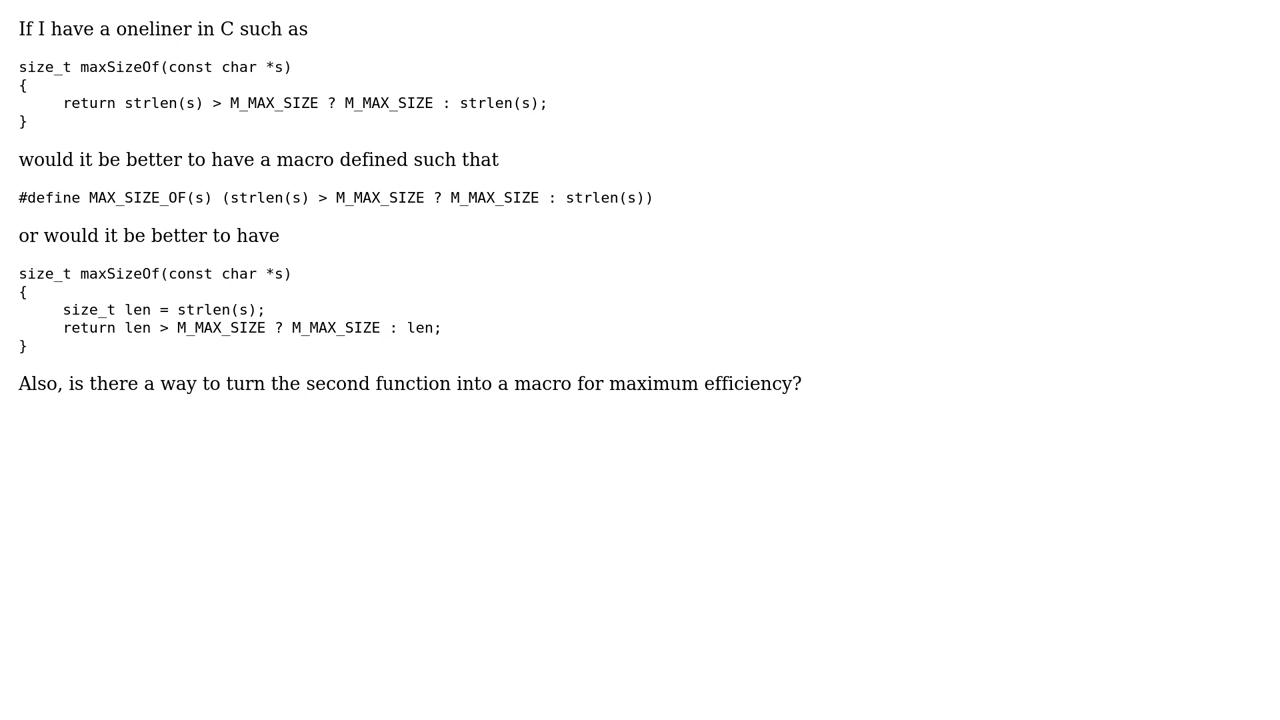 If I have a oneliner in C such as
size_t maxSizeOf(const char *s)
{
     return strlen(s) > M_MAX_SIZE ? M_MAX_SIZE : strlen(s);
}
would it be better to have a macro defined such that
#define MAX_SIZE_OF(s) (strlen(s) > M_MAX_SIZE ? M_MAX_SIZE : strlen(s))
or would it be better to have
size_t maxSizeOf(const char *s)
{
     size_t len = strlen(s);
     return len > M_MAX_SIZE ? M_MAX_SIZE : len;
}
Also, is there a way to turn the second function into a macro for maximum efficiency?